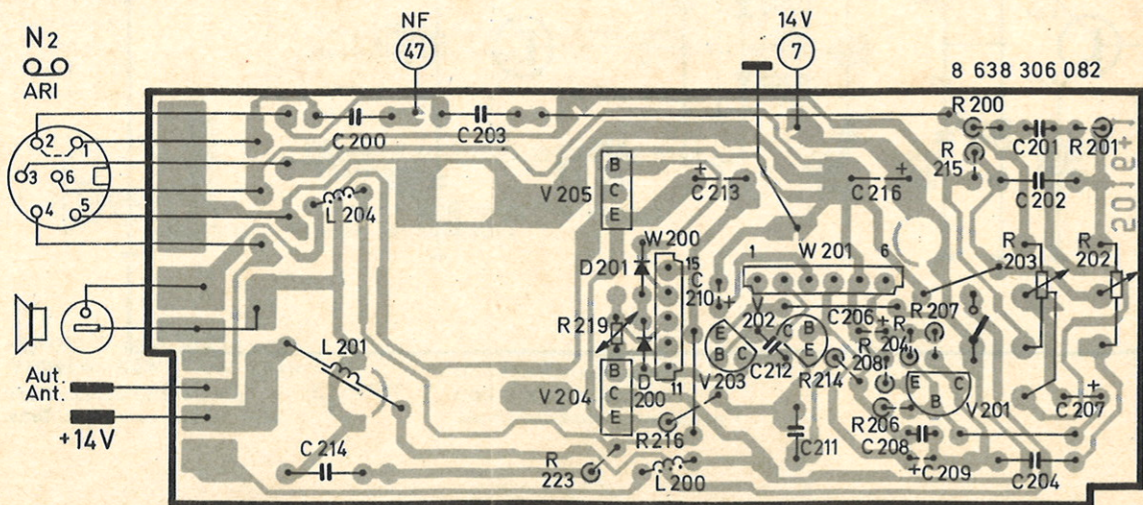 N2
ARI
NF
47
14V
7
8 638 306 082
2 1
3 6
4 5
Aut.
Ant.
+14V
C200
C203
R200
R
215
C201
R201
C202
V205
B
C
E
+
C213
+
C216
L204
W200
D201
15
C
210
+
1
W201
6
R
203
R
202
R219
V
202
C206
R207
L201
E
B
C
V203
C212
C
B
E
R214
+
R
204
R
208
V204
B
C
E
D
200
11
R216
E
C
B
V201
+
C207
R206
C214
R
223
L200
C211
C208
+
C209
C204